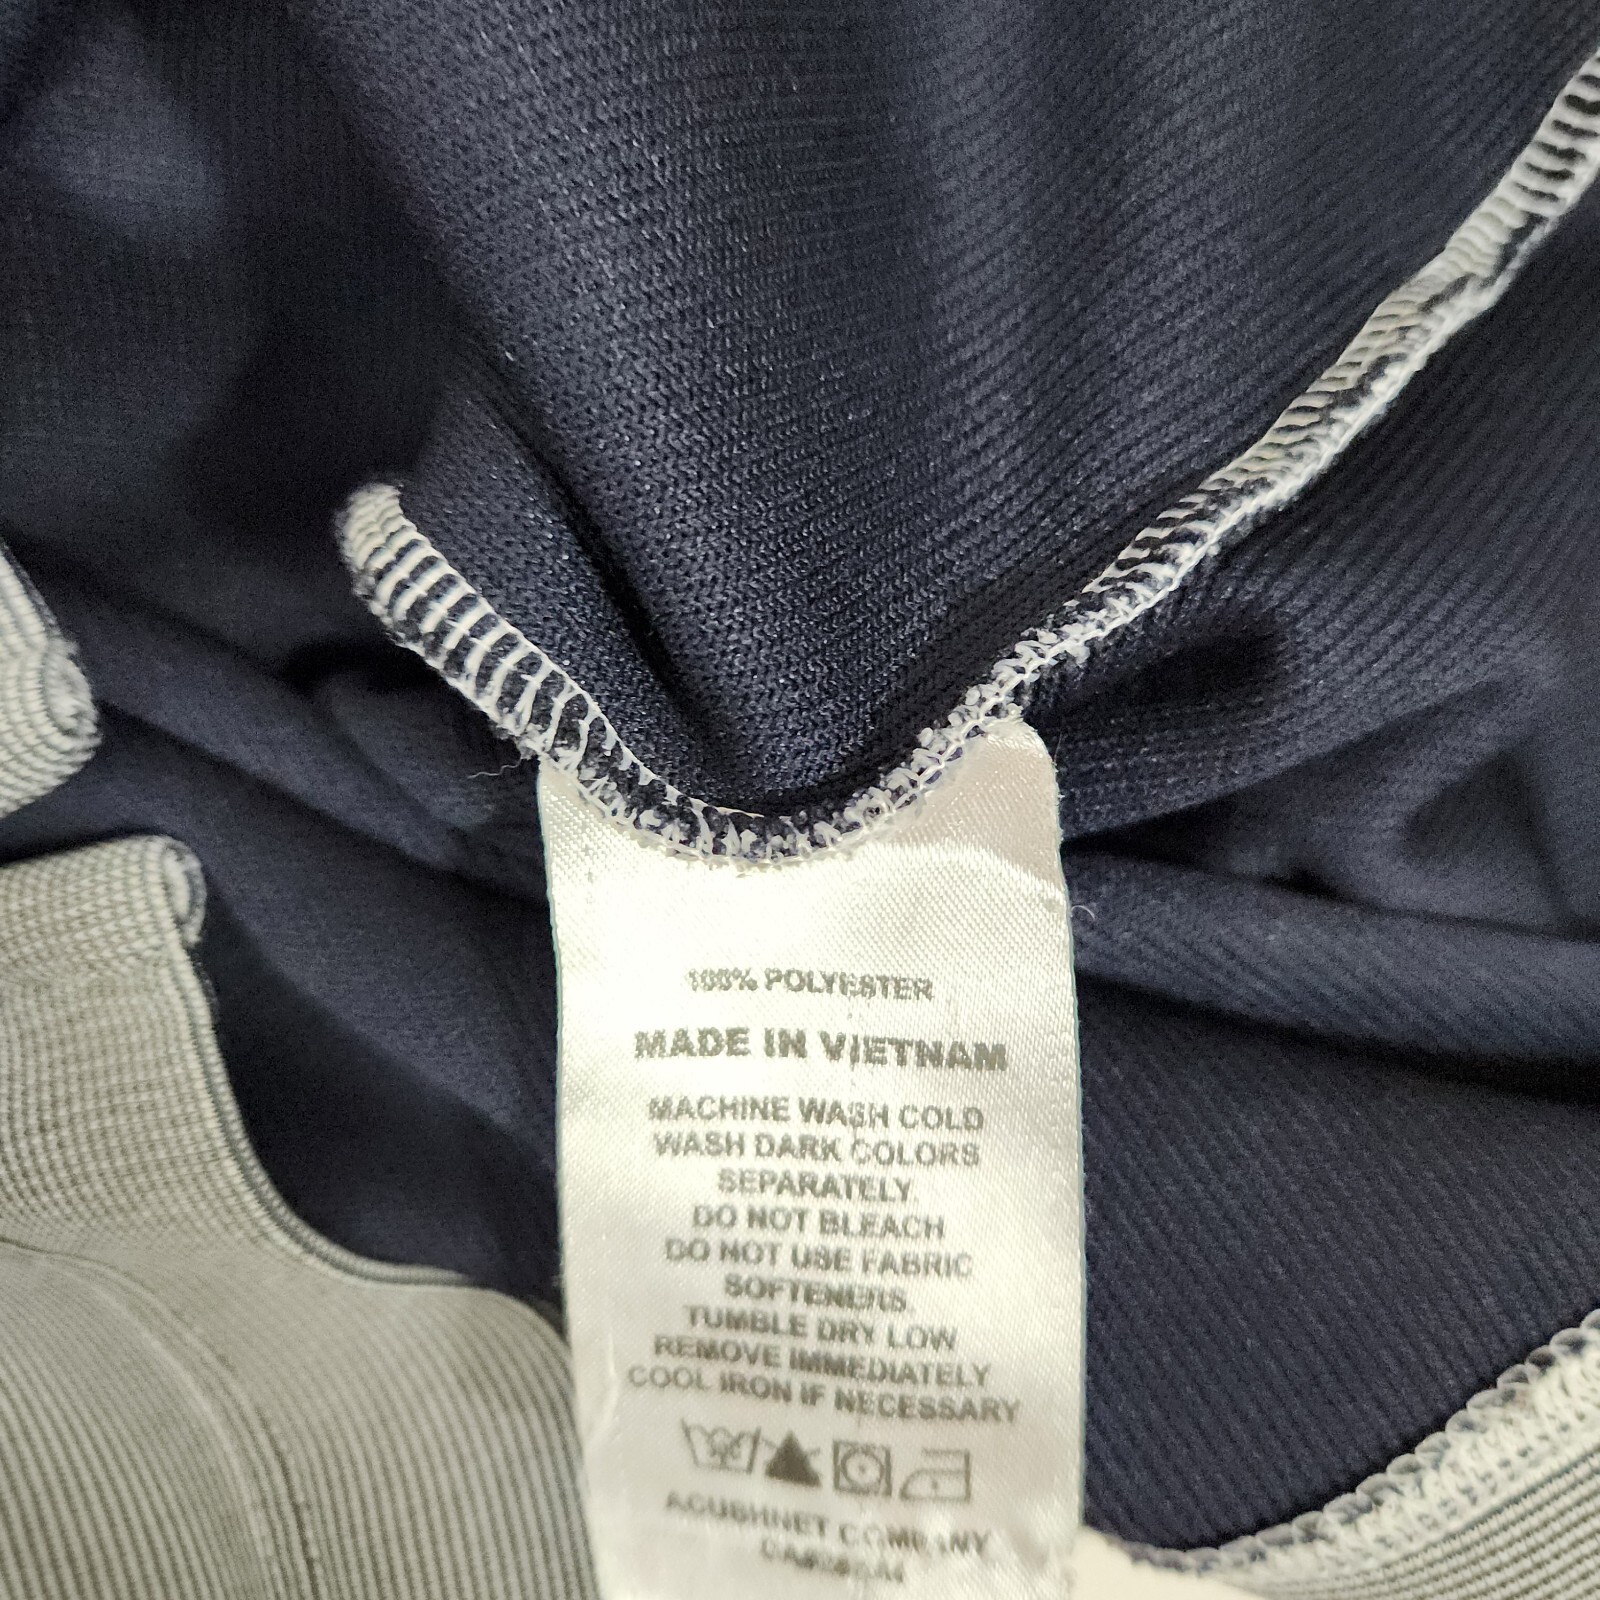 100% POLYESTER
MADE IN VIETNAM
MACHINE WASH COLD
WASH DARK COLORS
SEPARATELY.
DO NOT BLEACH
DO NOT USE FABRIC
SOFTENERS.
TUMBLE DRY LOW
REMOVE IMMEDIATELY
COOL IRON IF NECESSARY
ACUSHNET COMPANY